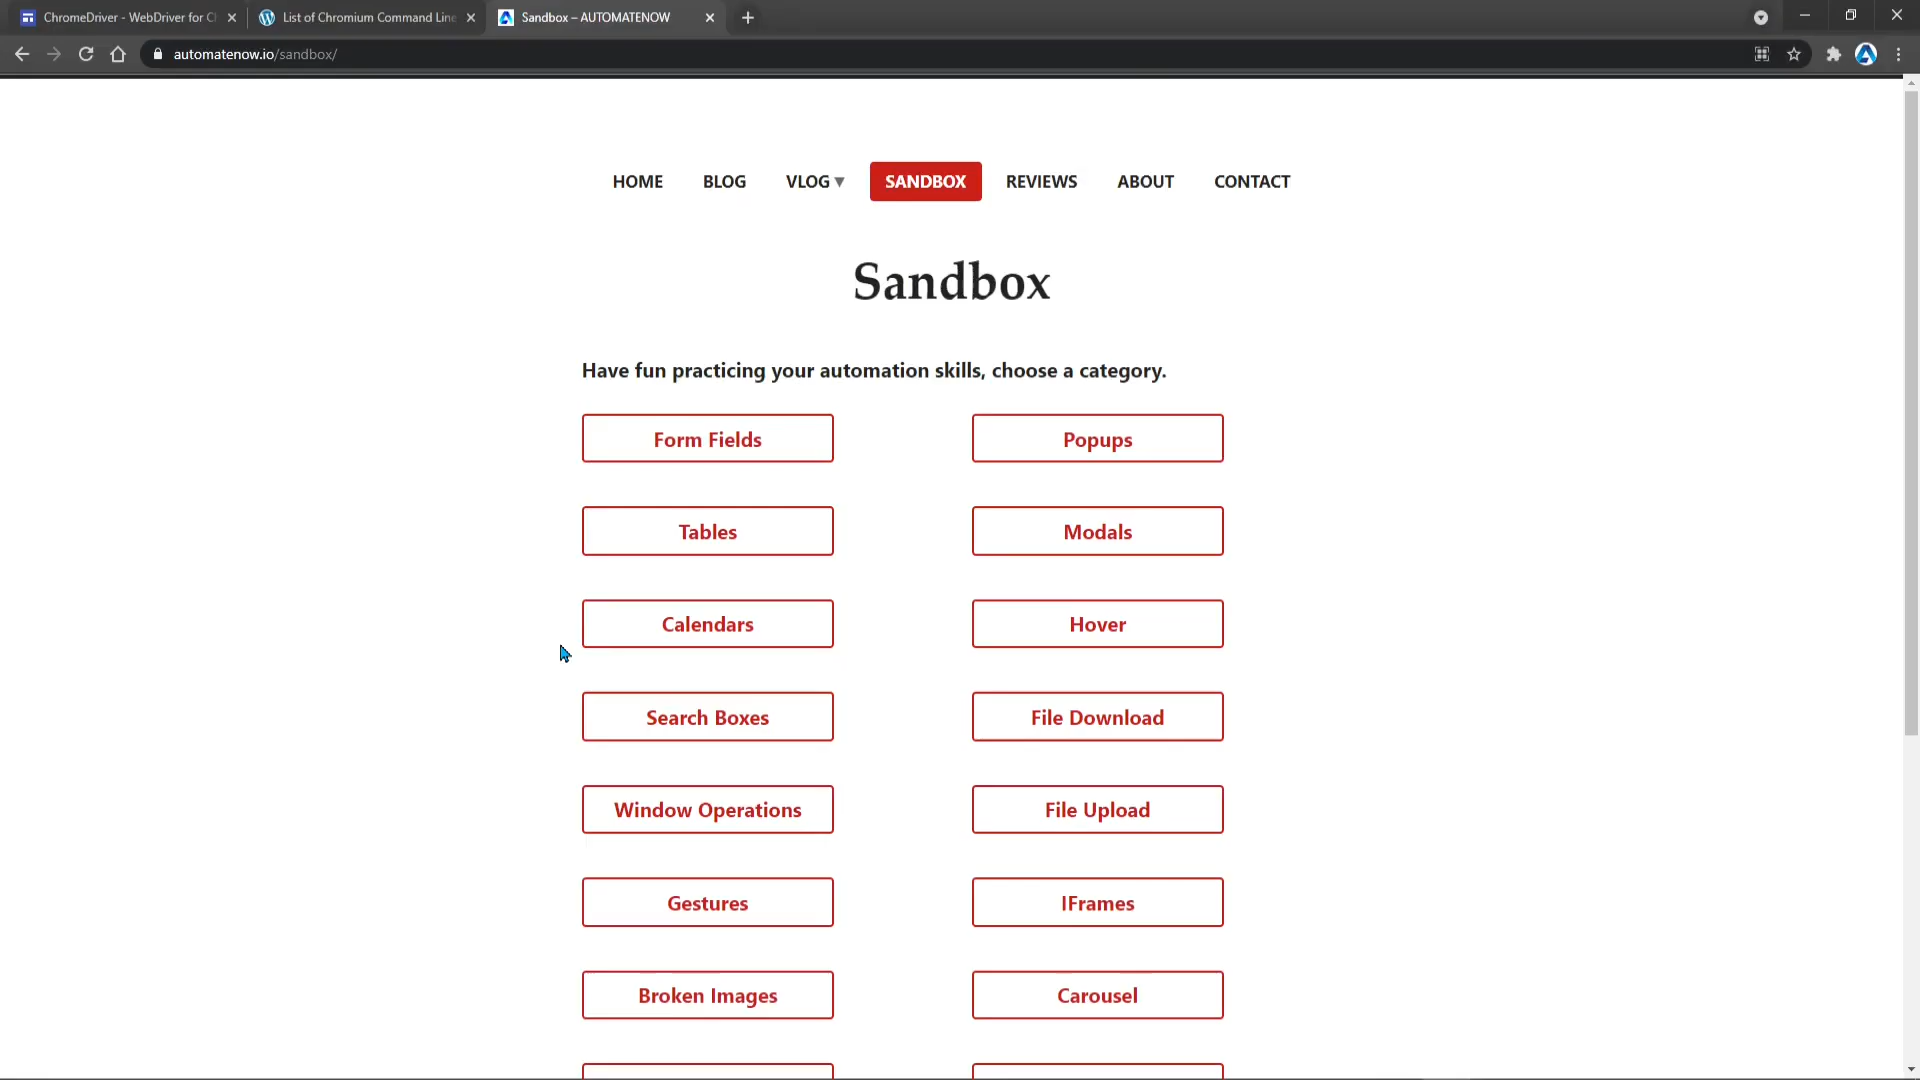 ChromeDriver - WebDriver for C
List of Chromium Command Line
Sandbox – AUTOMATENOW
automatenow.io/sandbox/
HOME BLOG VLOG ▾ SANDBOX REVIEWS ABOUT CONTACT
Sandbox
Have fun practicing your automation skills, choose a category.
Form Fields Popups
Tables Modals
Calendars Hover
Search Boxes File Download
Window Operations File Upload
Gestures IFrames
Broken Images Carousel